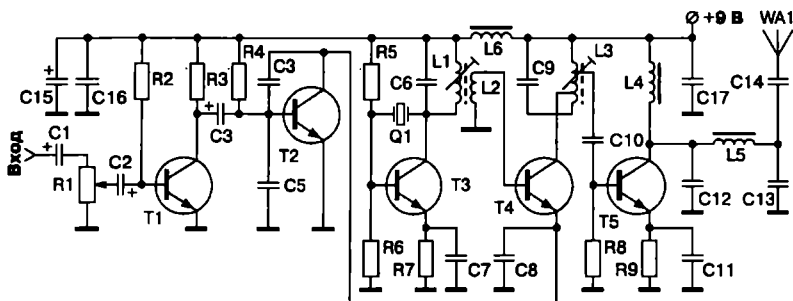 Ø +9 В
WA1
R4
L6
L3
R5
L1
R2
R3
C3
C6
C9
L4
C14
L2
C15
C16
C17
C3
Q1
C1
T2
C10
L5
Вход
C2
R1
C5
T3
T4
T5
C12
C13
T1
R6
R7
C7
C8
R8
R9
C11